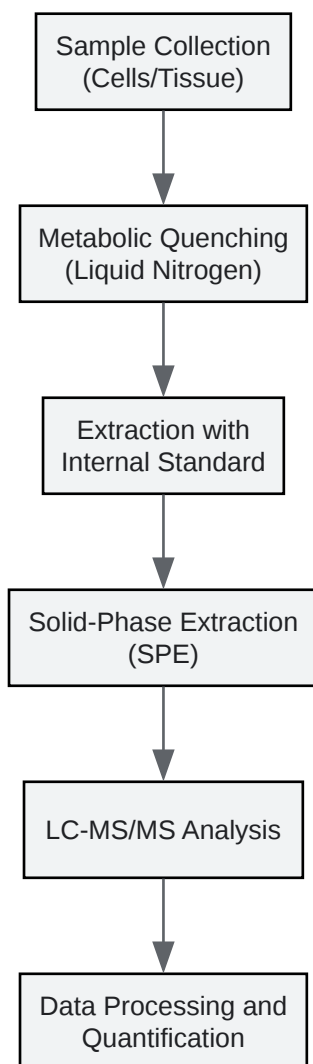 Sample Collection
(Cells/Tissue)
Metabolic Quenching
(Liquid Nitrogen)
Extraction with
Internal Standard
Solid-Phase Extraction
(SPE)
LC-MS/MS Analysis
Data Processing and
Quantification